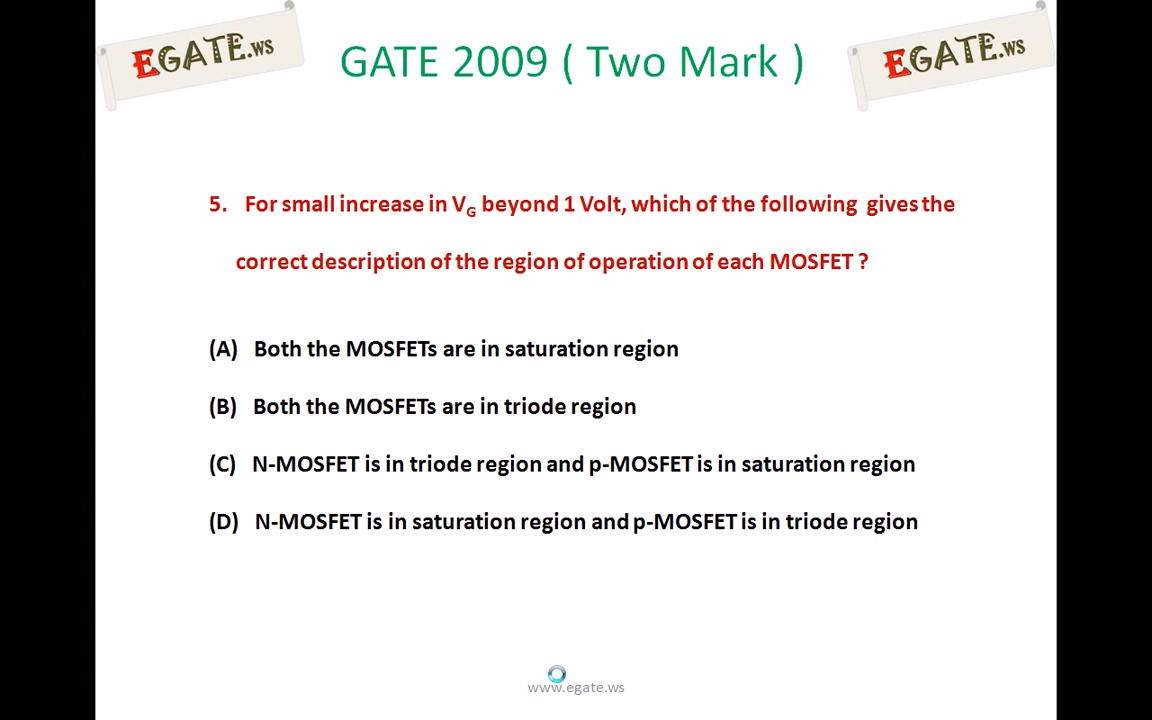 EGATE.ws
GATE 2009 ( Two Mark )
EGATE.ws
5. For small increase in VG beyond 1 Volt, which of the following gives the
correct description of the region of operation of each MOSFET ?
(A) Both the MOSFETs are in saturation region
(B) Both the MOSFETs are in triode region
(C) N-MOSFET is in triode region and p-MOSFET is in saturation region
(D) N-MOSFET is in saturation region and p-MOSFET is in triode region
www.egate.ws